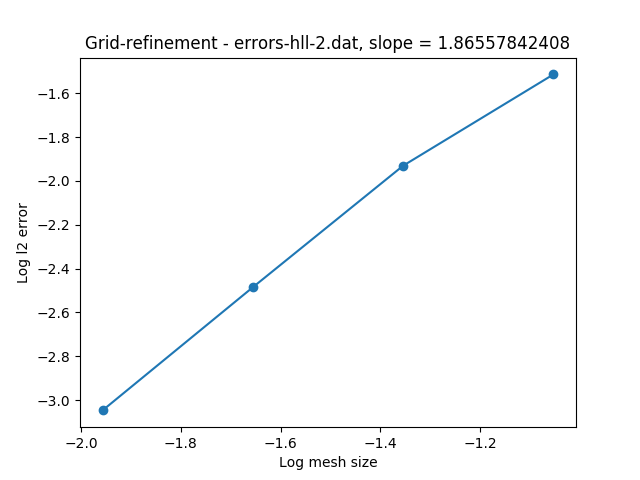 Grid-refinement - errors-hll-2.dat, slope = 1.86557842408
Log l2 error
−1.6
−1.8
−2.0
−2.2
−2.4
−2.6
−2.8
−3.0
−2.0 −1.8 −1.6 −1.4 −1.2
Log mesh size